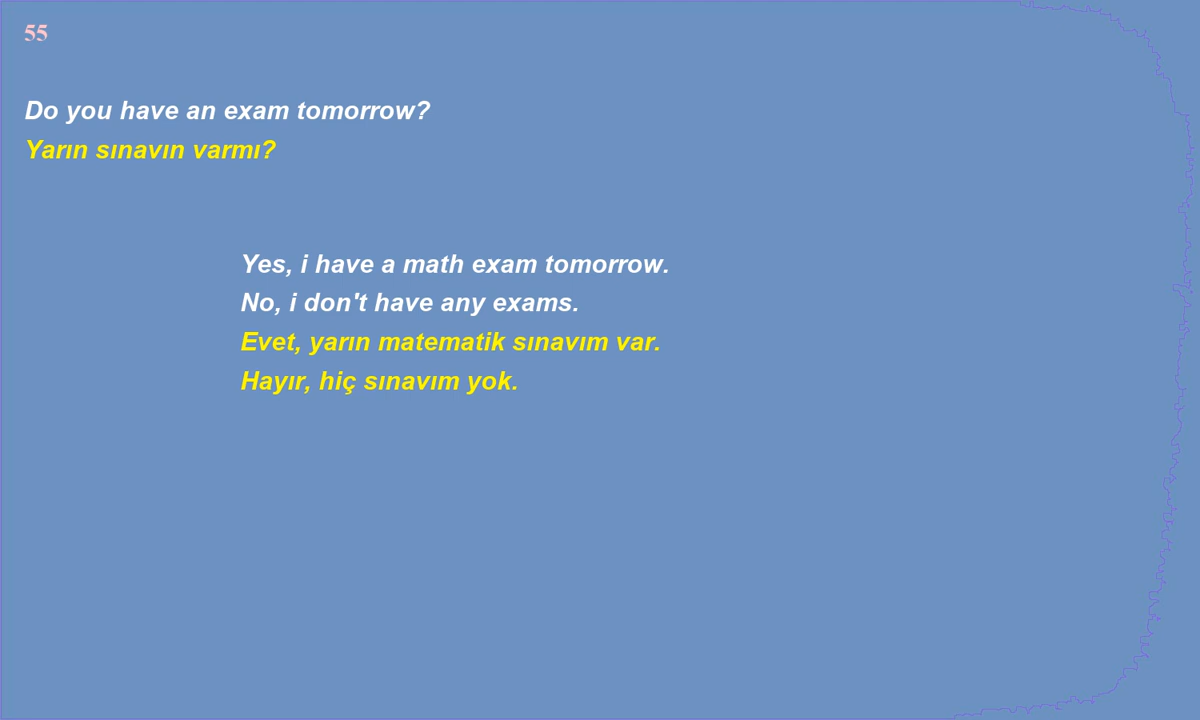 55
Do you have an exam tomorrow?
Yarın sınavın varmı?
Yes, i have a math exam tomorrow.
No, i don't have any exams.
Evet, yarın matematik sınavım var.
Hayır, hiç sınavım yok.